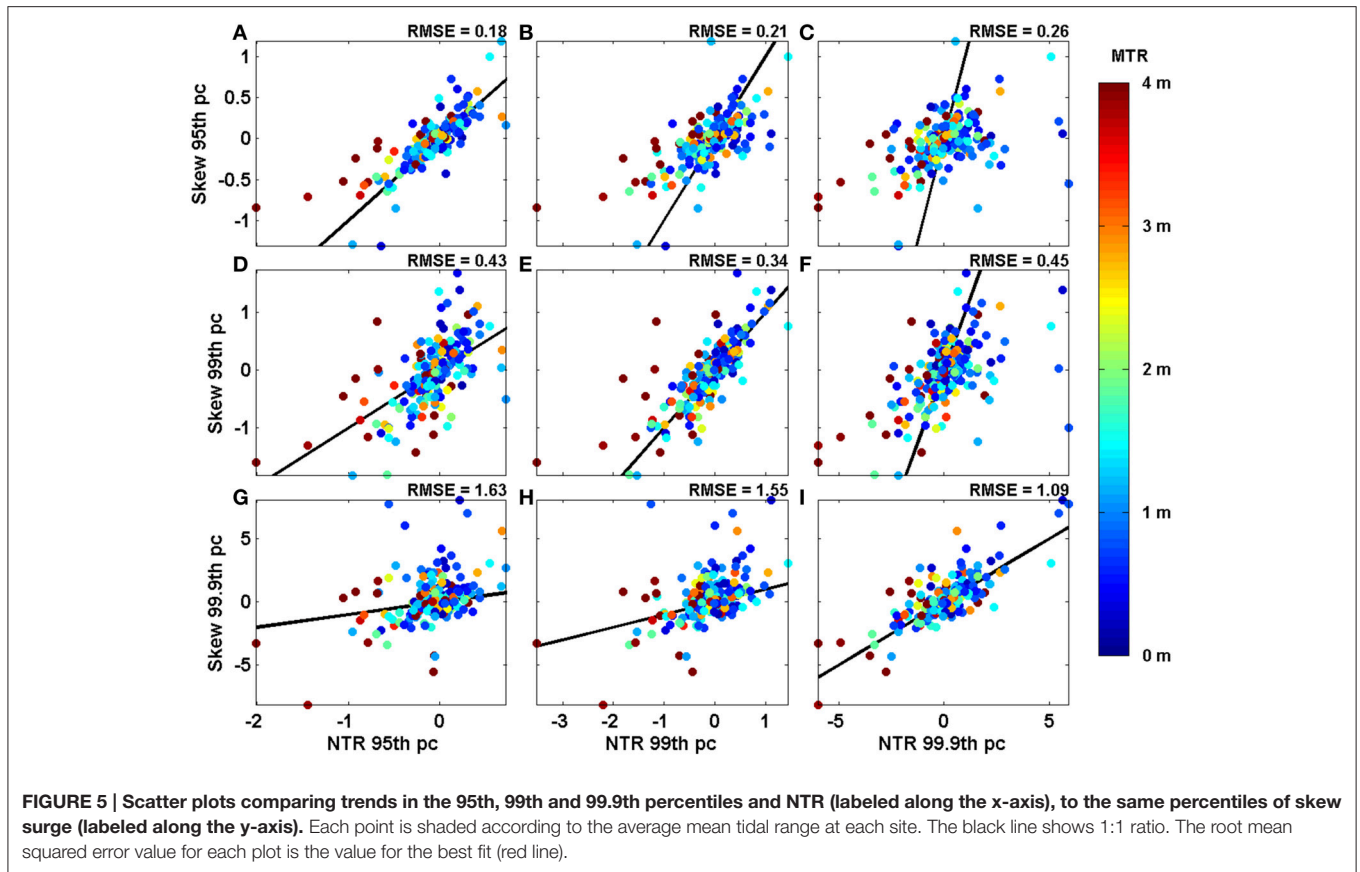 A RMSE = 0.18 B RMSE = 0.21 C RMSE = 0.26
Skew 95th pc
1
0.5
0
-0.5
-1
D RMSE = 0.43 E RMSE = 0.34 F RMSE = 0.45
Skew 99th pc
1
0
-1
G RMSE = 1.63 H RMSE = 1.55 I RMSE = 1.09
Skew 99.9th pc
5
0
-5
-2 -1 0
NTR 95th pc
-3 -2 -1 0 1
NTR 99th pc
-5 0 5
NTR 99.9th pc
MTR
4 m
3 m
2 m
1 m
0 m
FIGURE 5 | Scatter plots comparing trends in the 95th, 99th and 99.9th percentiles and NTR (labeled along the x-axis), to the same percentiles of skew
surge (labeled along the y-axis). Each point is shaded according to the average mean tidal range at each site. The black line shows 1:1 ratio. The root mean
squared error value for each plot is the value for the best fit (red line).